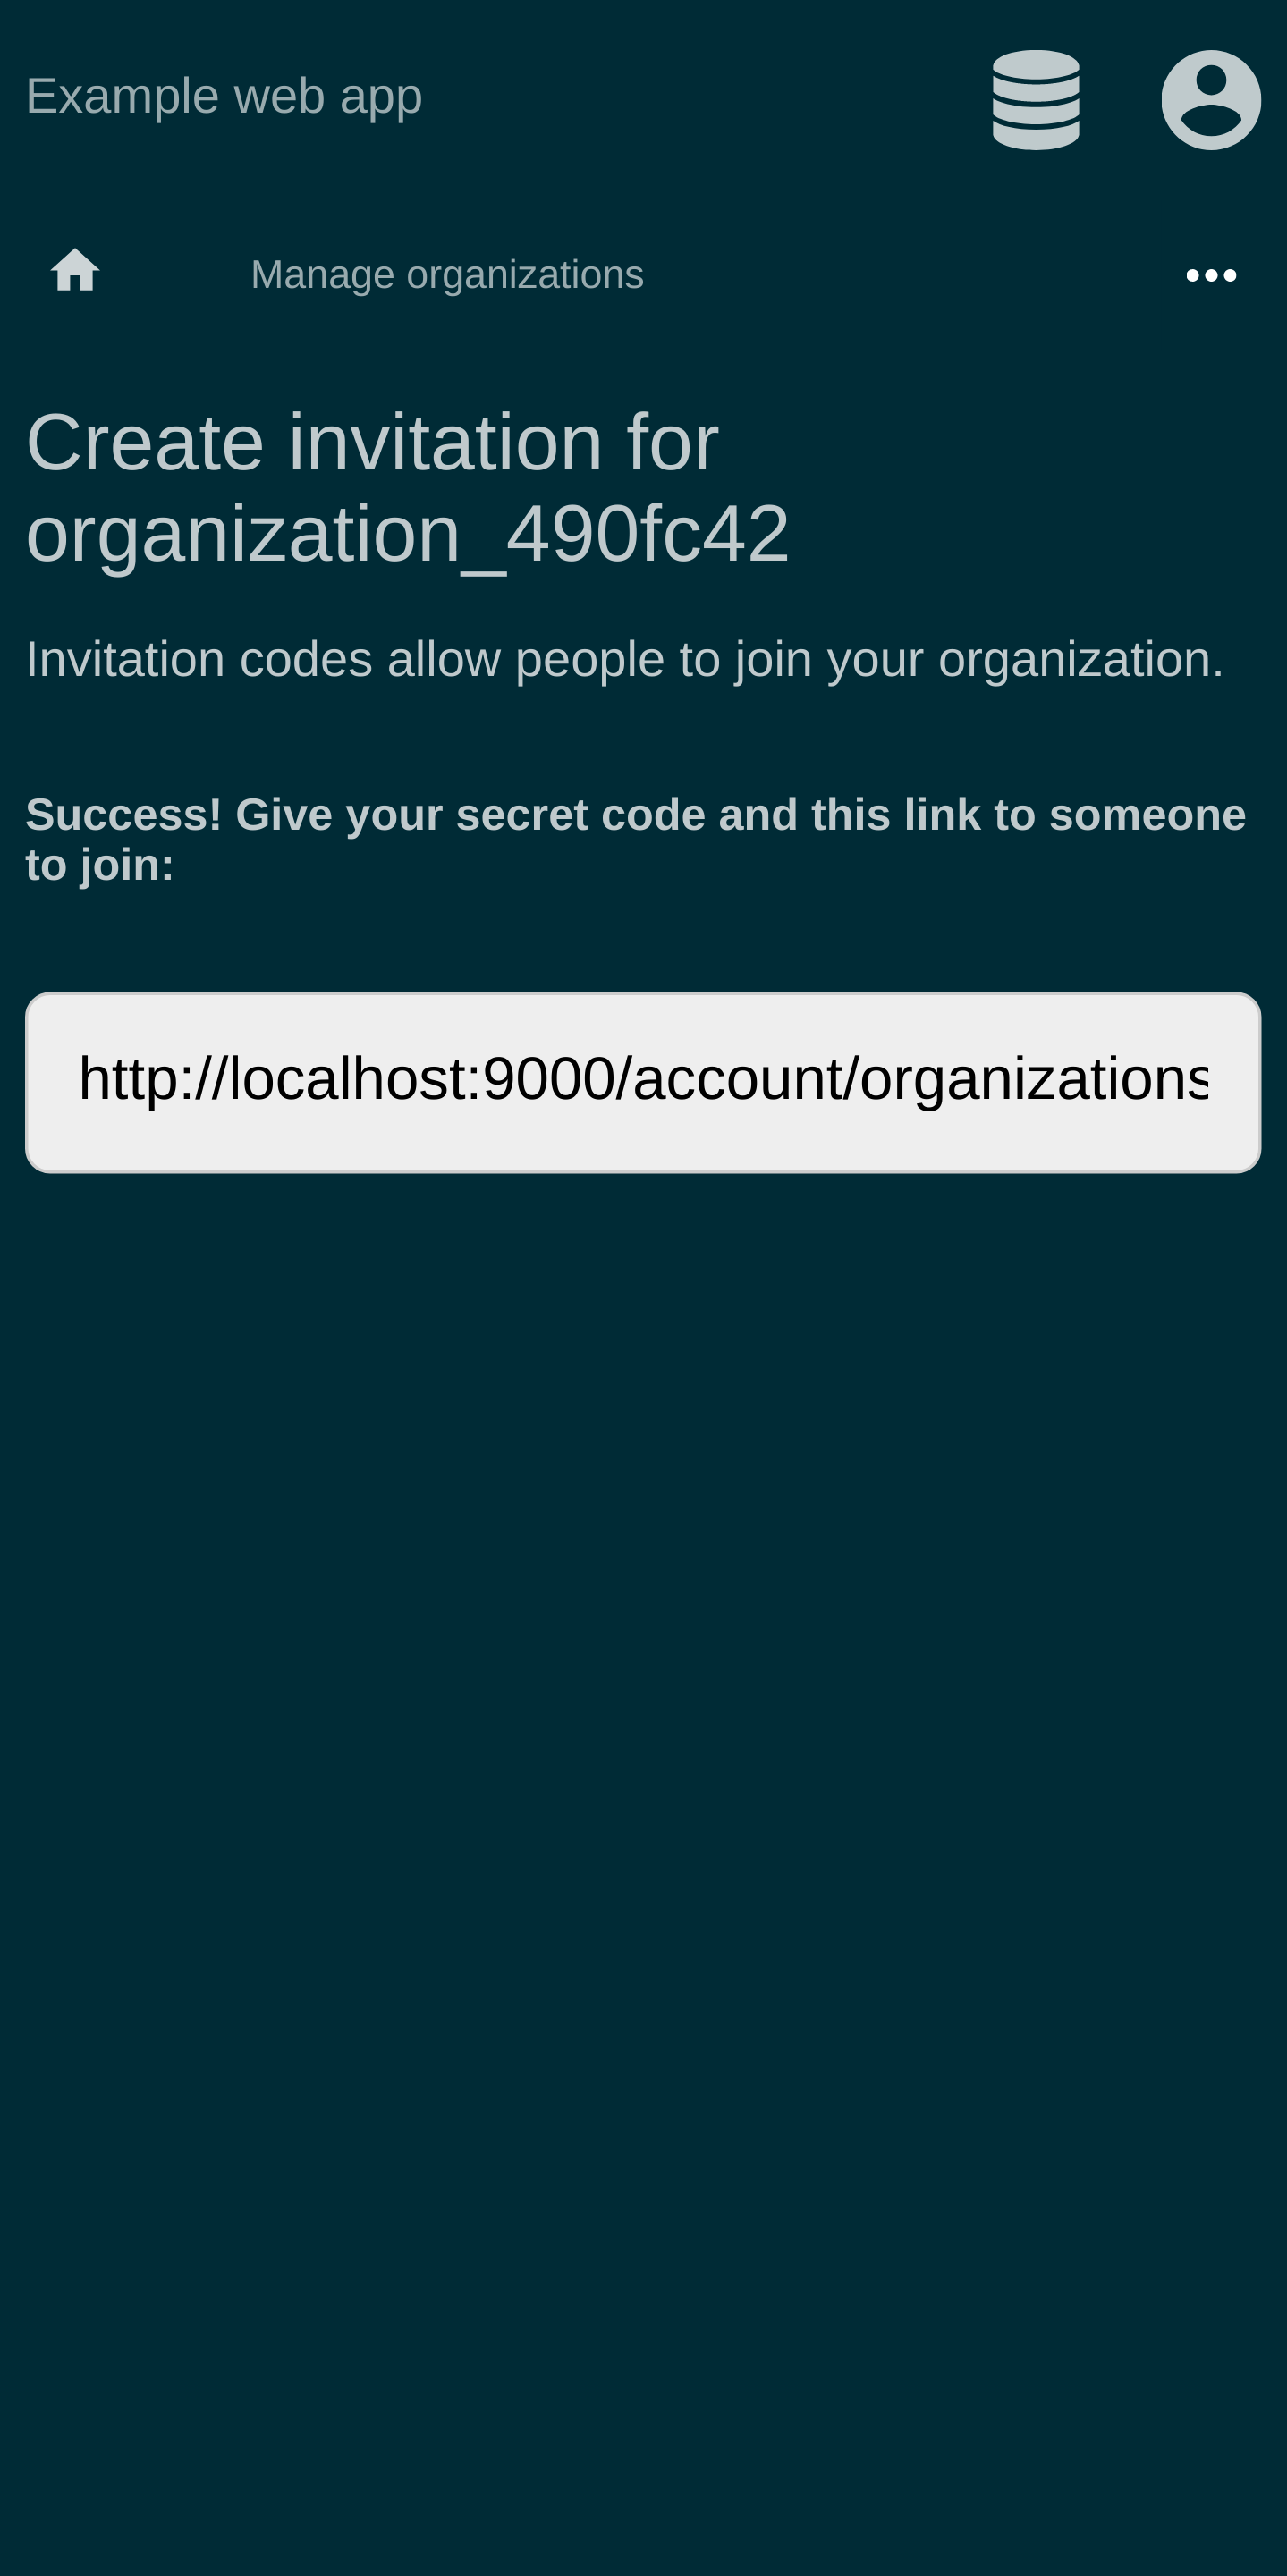 Example web app
Manage organizations
Create invitation for
organization_490fc42
Invitation codes allow people to join your organization.
Success! Give your secret code and this link to someone
to join:
http://localhost:9000/account/organizations